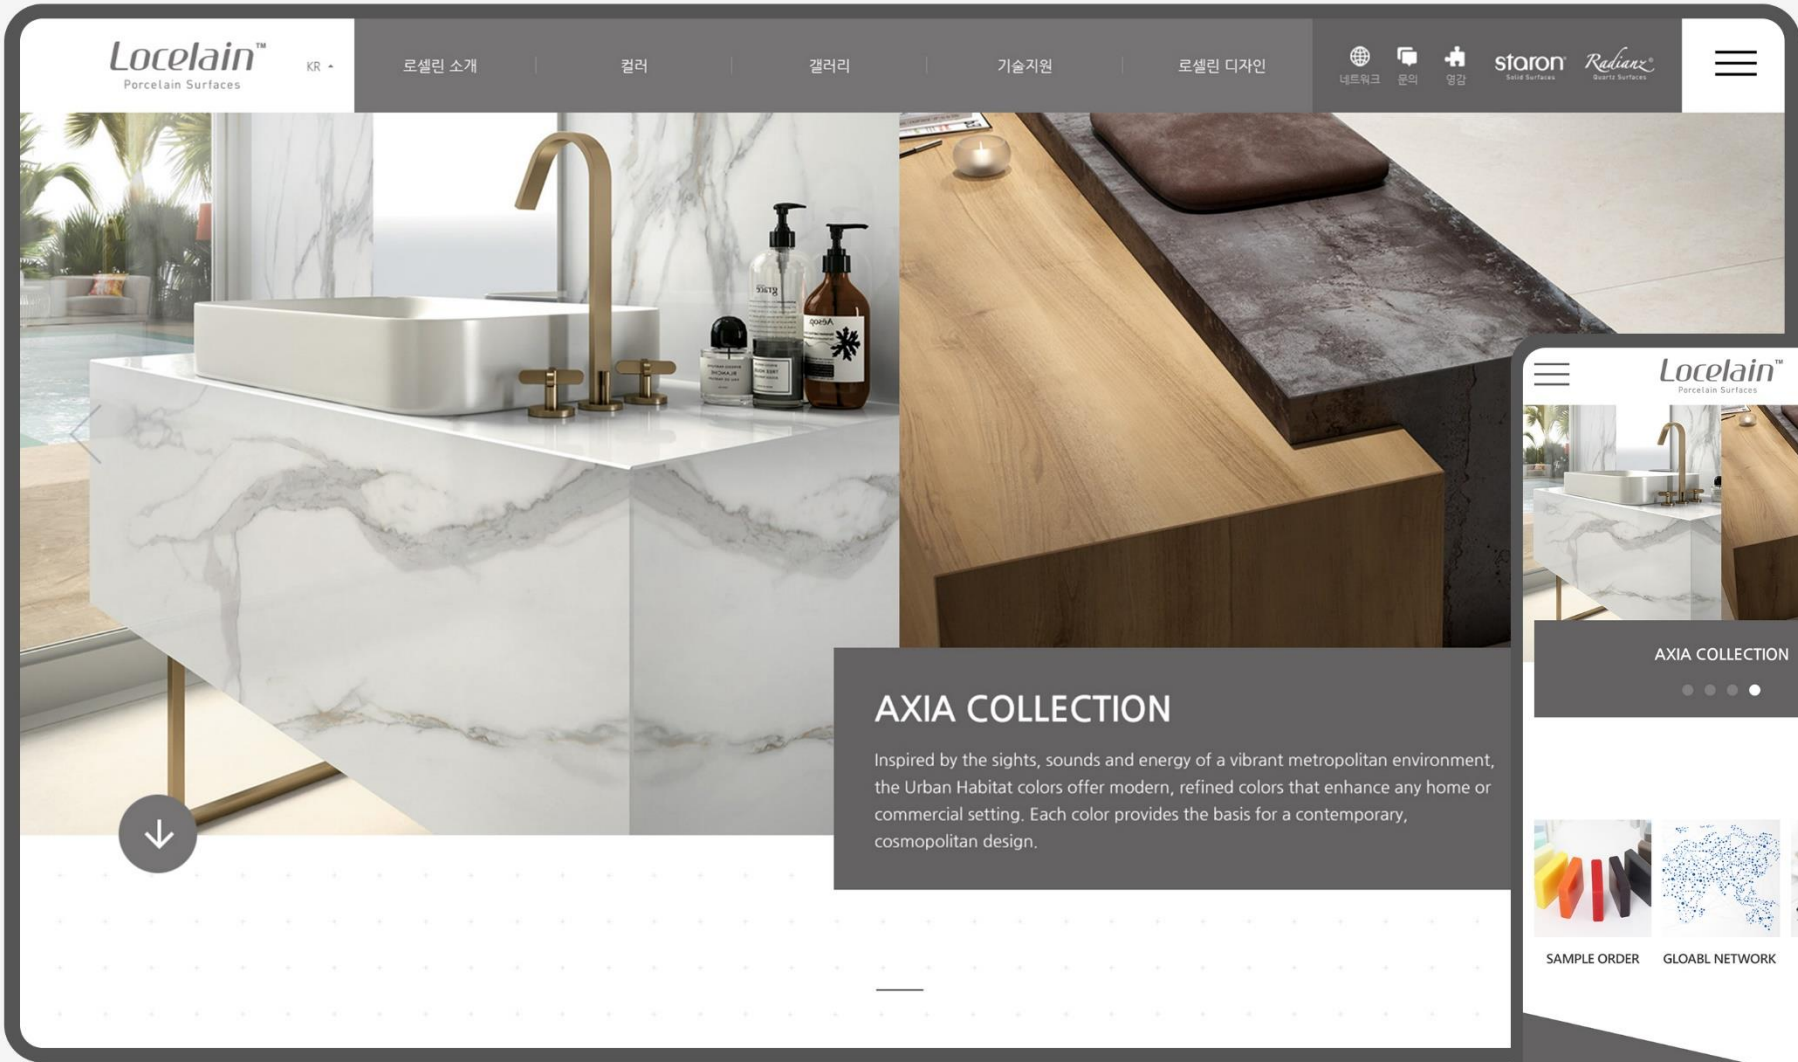 Locelain™
Porcelain Surfaces
KR
로셀린 소개
컬러
갤러리
기술지원
로셀린 디자인
네트워크
문의
영감
staron®
Solid Surfaces
Radianz®
Quartz Surfaces
grace
Aēsop
BLANCHE
AXIA COLLECTION
Inspired by the sights, sounds and energy of a vibrant metropolitan environment,
the Urban Habitat colors offer modern, refined colors that enhance any home or
commercial setting. Each color provides the basis for a contemporary,
cosmopolitan design.
Locelain™
Porcelain Surfaces
AXIA COLLECTION
SAMPLE ORDER
GLOABL NETWORK